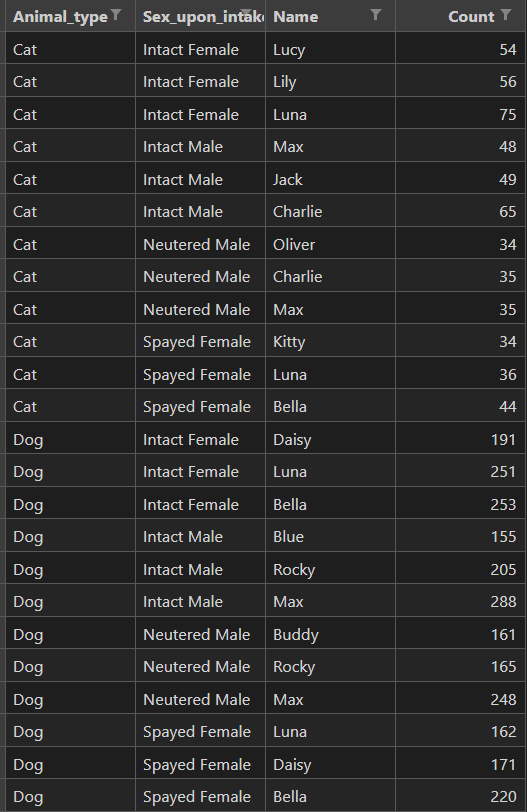 Animal_type Sex_upon_intake Name Count
Cat Intact Female Lucy 54
Cat Intact Female Lily 56
Cat Intact Female Luna 75
Cat Intact Male Max 48
Cat Intact Male Jack 49
Cat Intact Male Charlie 65
Cat Neutered Male Oliver 34
Cat Neutered Male Charlie 35
Cat Neutered Male Max 35
Cat Spayed Female Kitty 34
Cat Spayed Female Luna 36
Cat Spayed Female Bella 44
Dog Intact Female Daisy 191
Dog Intact Female Luna 251
Dog Intact Female Bella 253
Dog Intact Male Blue 155
Dog Intact Male Rocky 205
Dog Intact Male Max 288
Dog Neutered Male Buddy 161
Dog Neutered Male Rocky 165
Dog Neutered Male Max 248
Dog Spayed Female Luna 162
Dog Spayed Female Daisy 171
Dog Spayed Female Bella 220